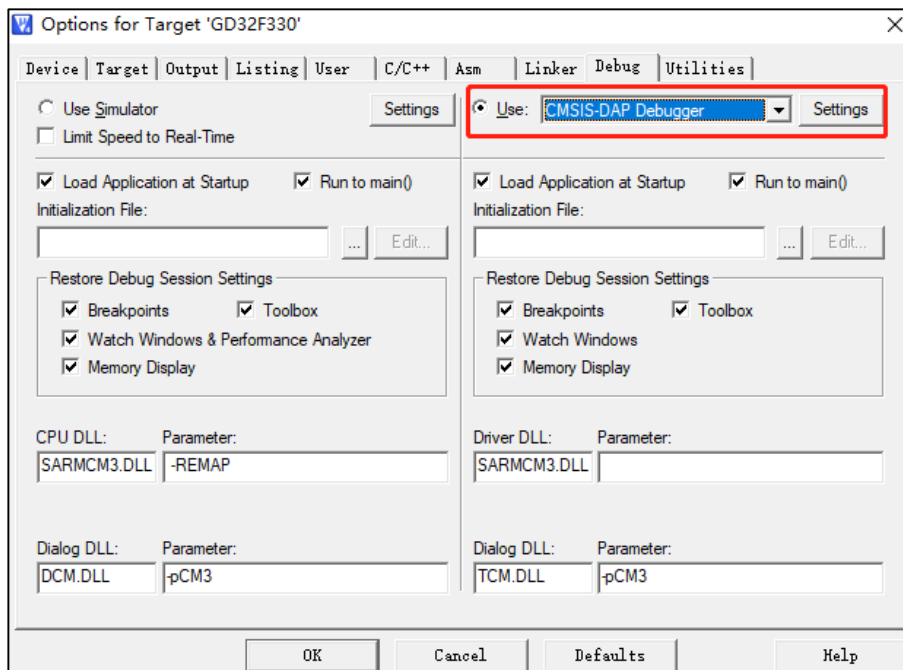 Options for Target 'GD32F330'
Device Target Output Listing User C/C++ Asm Linker Debug Utilities
Use Simulator Settings
Limit Speed to Real-Time
Use: CMSIS-DAP Debugger Settings
Load Application at Startup Run to main()
Initialization File:
... Edit...
Restore Debug Session Settings
Breakpoints Toolbox
Watch Windows & Performance Analyzer
Memory Display
CPU DLL: Parameter:
SARMCM3.DLL -REMAP
Dialog DLL: Parameter:
DCM.DLL -pCM3
Load Application at Startup Run to main()
Initialization File:
... Edit...
Restore Debug Session Settings
Breakpoints Toolbox
Watch Windows
Memory Display
Driver DLL: Parameter:
SARMCM3.DLL
Dialog DLL: Parameter:
TCM.DLL -pCM3
OK Cancel Defaults Help